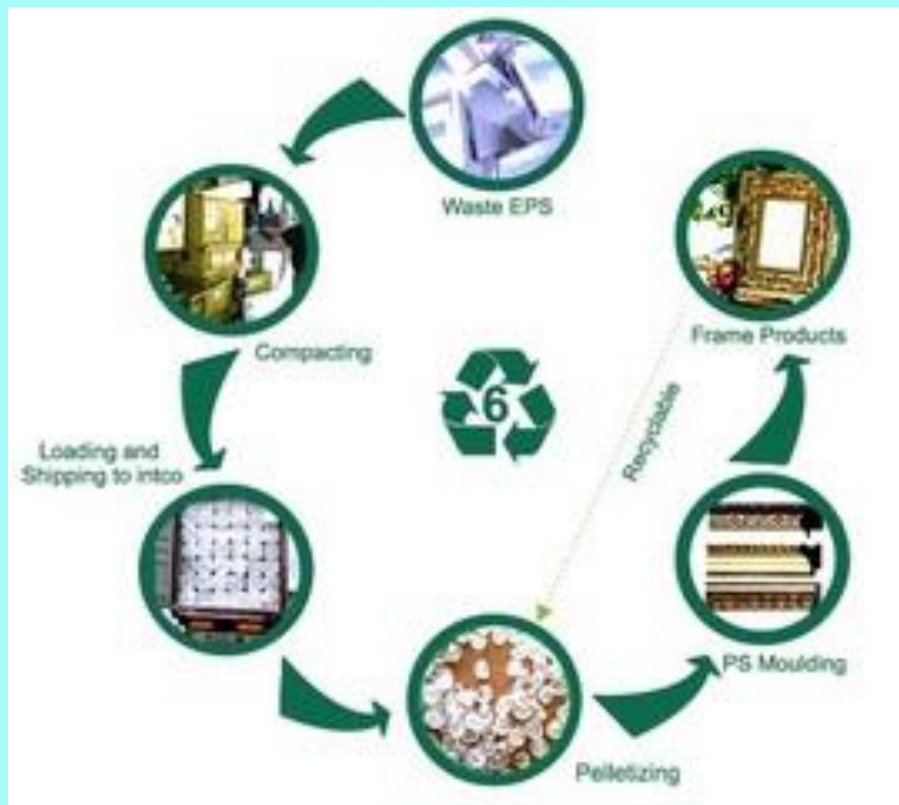 Waste EPS
Compacting
Loading and
Shipping to intco
Pelletizing
PS Moulding
Frame Products
Recyclable
6